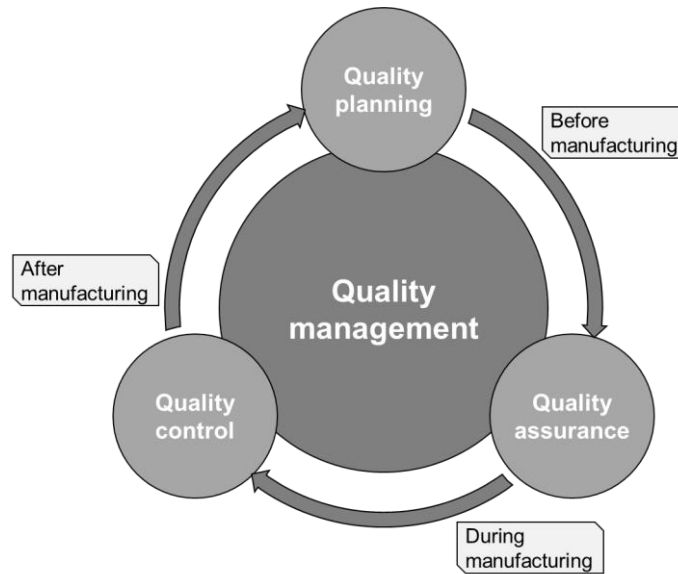 Quality
planning
Before
manufacturing
After
manufacturing
Quality
management
Quality
control
Quality
assurance
During
manufacturing